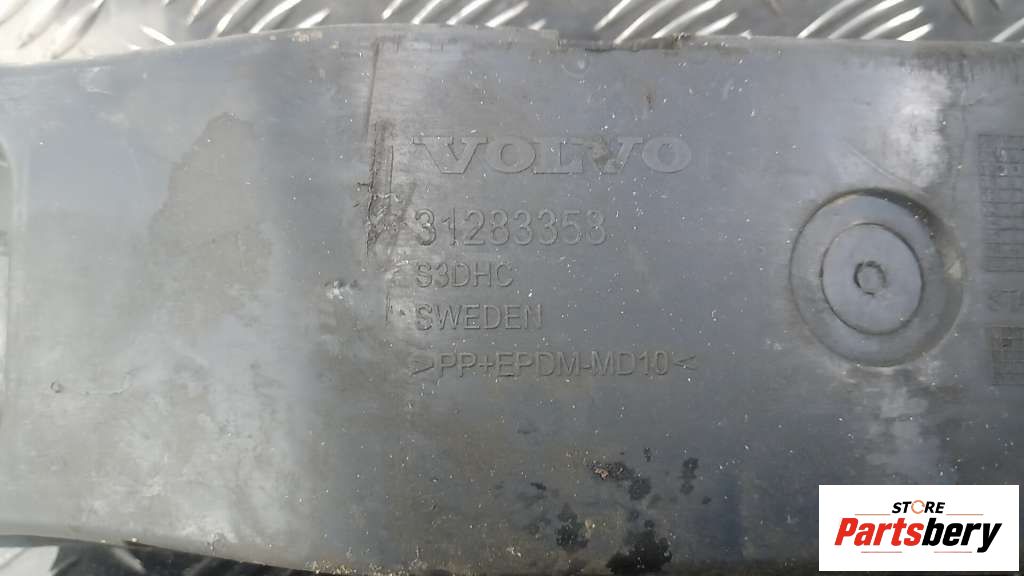 VOLVO
31283353
S3DHC
SWEDEN
>PP+EPDM-MD10<
STORE
Partsbery